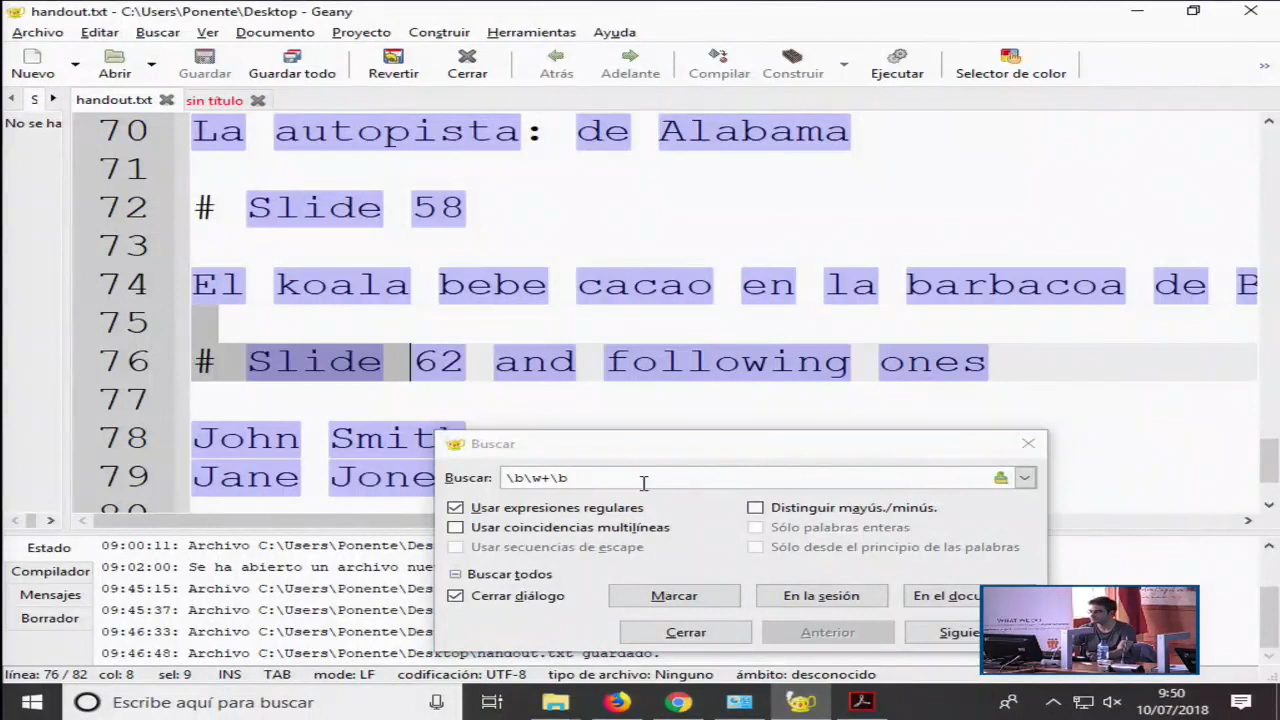 handout.txt - C:\Users\Ponente\Desktop - Geany
Archivo Editar Buscar Ver Documento Proyecto Construir Herramientas Ayuda
Nuevo Abrir Guardar Guardar todo Revertir Cerrar Atrás Adelante Compilar Construir Ejecutar Selector de color
S handout.txt sin título
No se ha
70 La autopista: de Alabama
71
72 # Slide 58
73
74 El koala bebe cacao en la barbacoa de B
75
76 # Slide 62 and following ones
77
78 John Smith
79 Jane Jone
80
Buscar
Buscar: \b\w+\b
Usar expresiones regulares Distinguir mayús./minús.
Usar coincidencias multilíneas Sólo palabras enteras
Usar secuencias de escape Sólo desde el principio de las palabras
Buscar todos
Cerrar diálogo Marcar En la sesión En el docu
Cerrar Anterior Siguie
Estado
Compilador
Mensajes
Borrador
09:00:11: Archivo C:\Users\Ponente\Des
09:02:00: Se ha abierto un archivo nue
09:45:15: Archivo C:\Users\Ponente\Des
09:45:37: Archivo C:\Users\Ponente\Des
09:46:33: Archivo C:\Users\Ponente\Des
09:46:48: Archivo C:\Users\Ponente\Desktop\handout.txt guardado.
línea: 76 / 82 col: 8 sel: 9 INS TAB mode: LF codificación: UTF-8 tipo de archivo: Ninguno ámbito: desconocido
Escribe aquí para buscar
9:50
10/07/2018